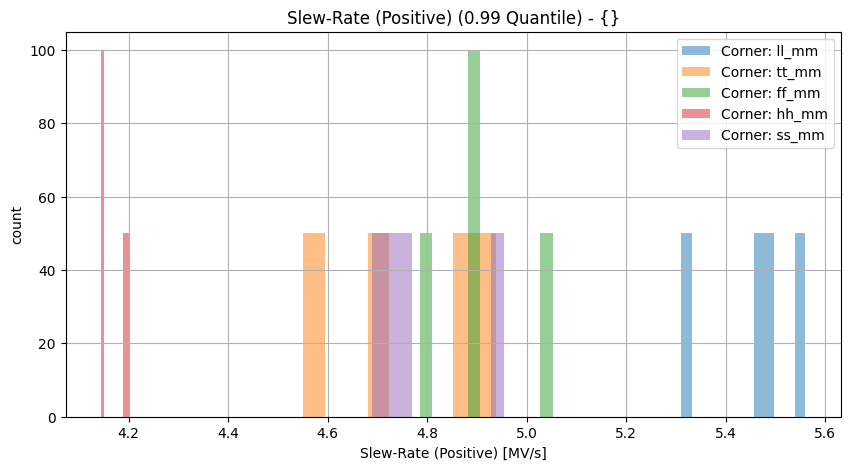 Slew-Rate (Positive) (0.99 Quantile) - {}
100
80
60
40
20
0
count
Corner: ll_mm
Corner: tt_mm
Corner: ff_mm
Corner: hh_mm
Corner: ss_mm
4.2 4.4 4.6 4.8 5.0 5.2 5.4 5.6
Slew-Rate (Positive) [MV/s]